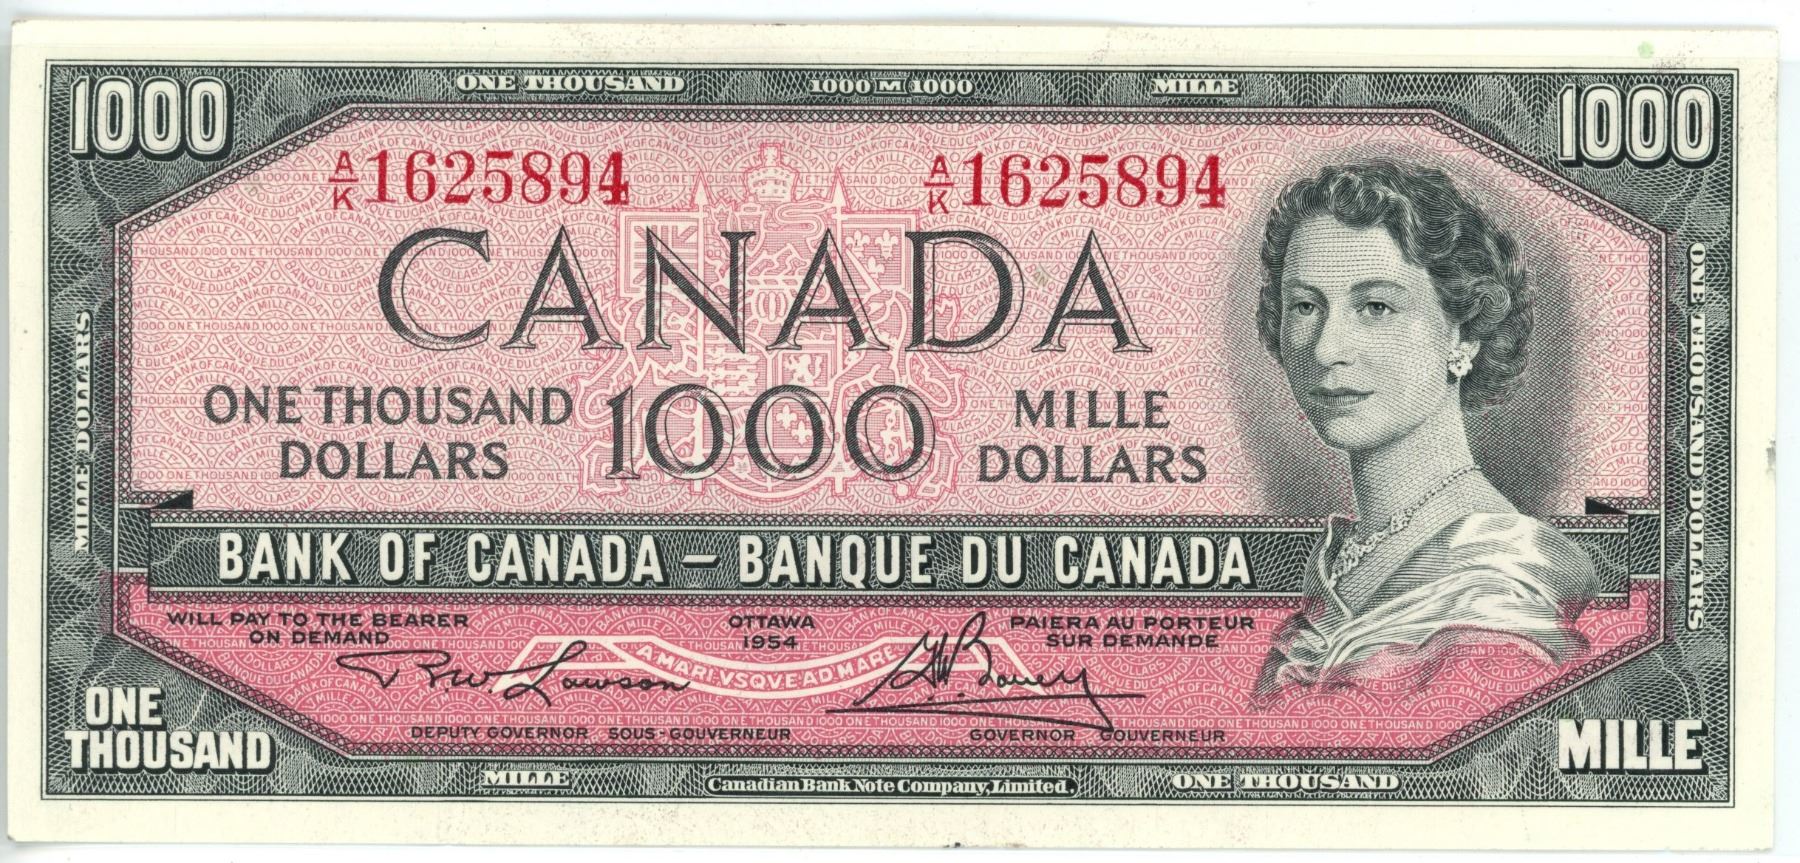 ONE THOUSAND 1000 M 1000 MILLE
1000 1000
A/K 1625894 A/K 1625894
CANADA
ONE THOUSAND DOLLARS 1000 MILLE DOLLARS
MILLE DOLLARS
ONE THOUSAND DOLLARS
BANK OF CANADA – BANQUE DU CANADA
WILL PAY TO THE BEARER
ON DEMAND
OTTAWA
1954
PAIERA AU PORTEUR
SUR DEMANDE
A·MARI·VSQVE·AD·MARE
R.W. Lawson
G.K. Bouey
DEPUTY GOVERNOR SOUS-GOUVERNEUR
GOVERNOR GOUVERNEUR
ONE
THOUSAND
MILLE
MILLE Canadian Bank Note Company, Limited. ONE THOUSAND